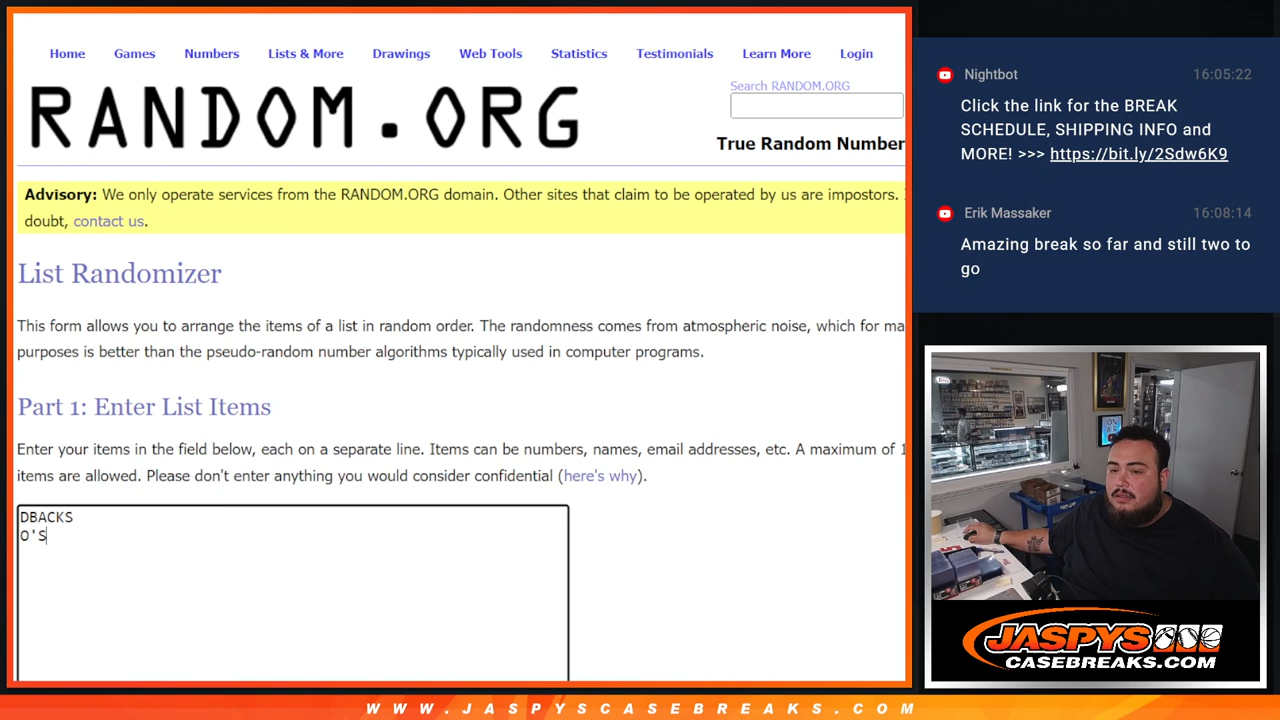 Home Games Numbers Lists & More Drawings Web Tools Statistics Testimonials Learn More Login
RANDOM.ORG
Search RANDOM.ORG
True Random Number
Advisory: We only operate services from the RANDOM.ORG domain. Other sites that claim to be operated by us are impostors.
doubt, contact us.
List Randomizer
This form allows you to arrange the items of a list in random order. The randomness comes from atmospheric noise, which for ma
purposes is better than the pseudo-random number algorithms typically used in computer programs.
Part 1: Enter List Items
Enter your items in the field below, each on a separate line. Items can be numbers, names, email addresses, etc. A maximum of 1
items are allowed. Please don't enter anything you would consider confidential (here's why).
DBACKS
O'S
Nightbot 16:05:22
Click the link for the BREAK
SCHEDULE, SHIPPING INFO and
MORE! >>> https://bit.ly/2Sdw6K9
Erik Massaker 16:08:14
Amazing break so far and still two to
go
ON AIR
JASPYS
CASEBREAKS.COM
WWW.JASPYSCASEBREAKS.COM